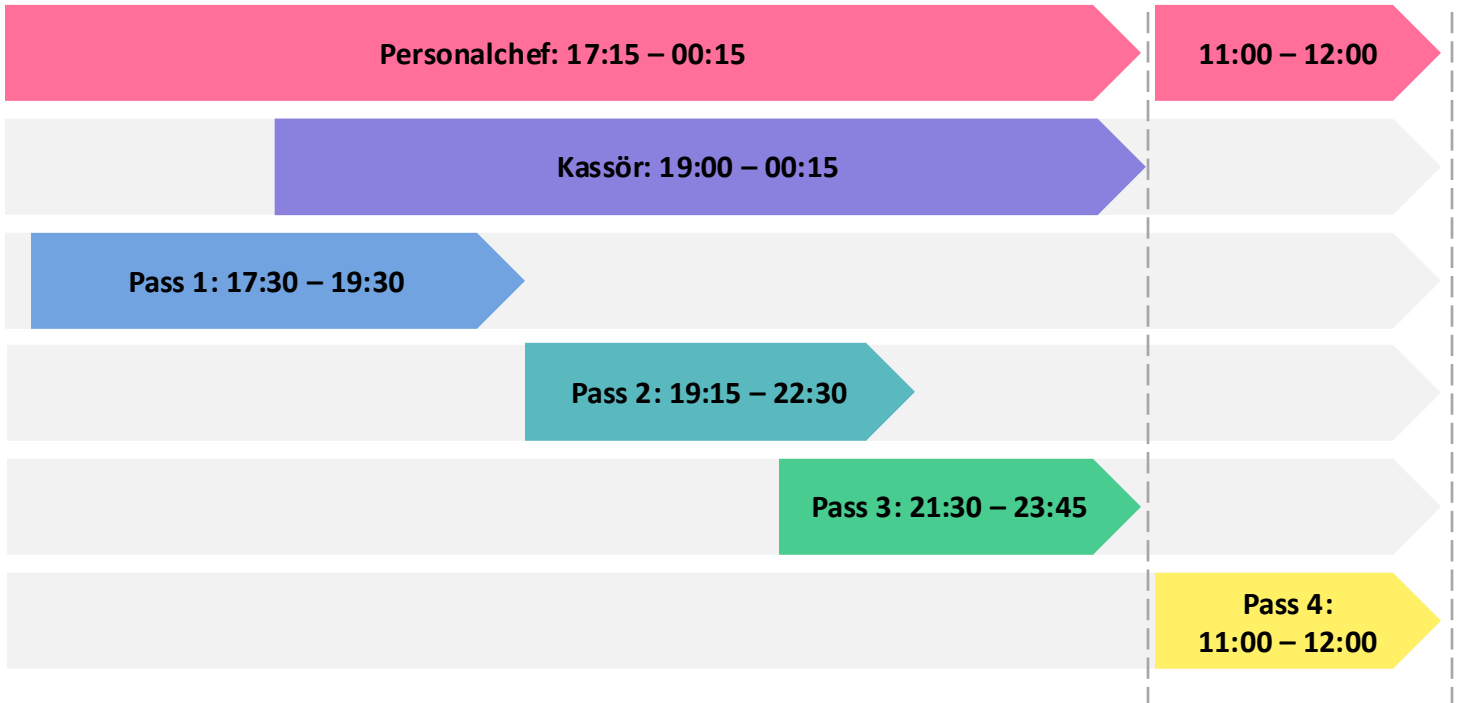 Personalchef: 17:15 – 00:15
11:00 – 12:00
Kassör: 19:00 – 00:15
Pass 1: 17:30 – 19:30
Pass 2: 19:15 – 22:30
Pass 3: 21:30 – 23:45
Pass 4:
11:00 – 12:00